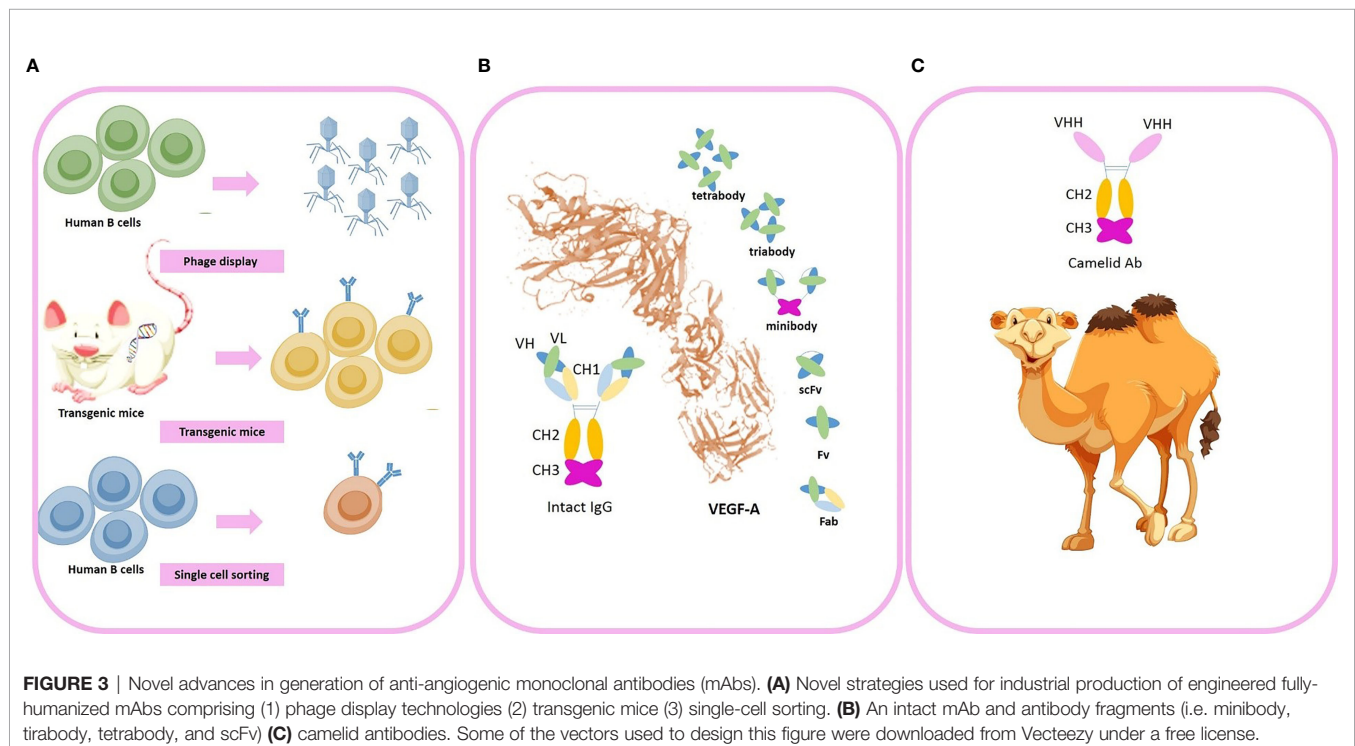 A
B
C
Human B cells
Phage display
Transgenic mice
Transgenic mice
Human B cells
Single cell sorting
tetrabody
triabody
minibody
scFv
Fv
Fab
VH
VL
CH1
CH2
CH3
Intact IgG
VEGF-A
VHH
VHH
CH2
CH3
Camelid Ab
FIGURE 3 | Novel advances in generation of anti-angiogenic monoclonal antibodies (mAbs). (A) Novel strategies used for industrial production of engineered fully-
humanized mAbs comprising (1) phage display technologies (2) transgenic mice (3) single-cell sorting. (B) An intact mAb and antibody fragments (i.e. minibody,
tirabody, tetrabody, and scFv) (C) camelid antibodies. Some of the vectors used to design this figure were downloaded from Vecteezy under a free license.